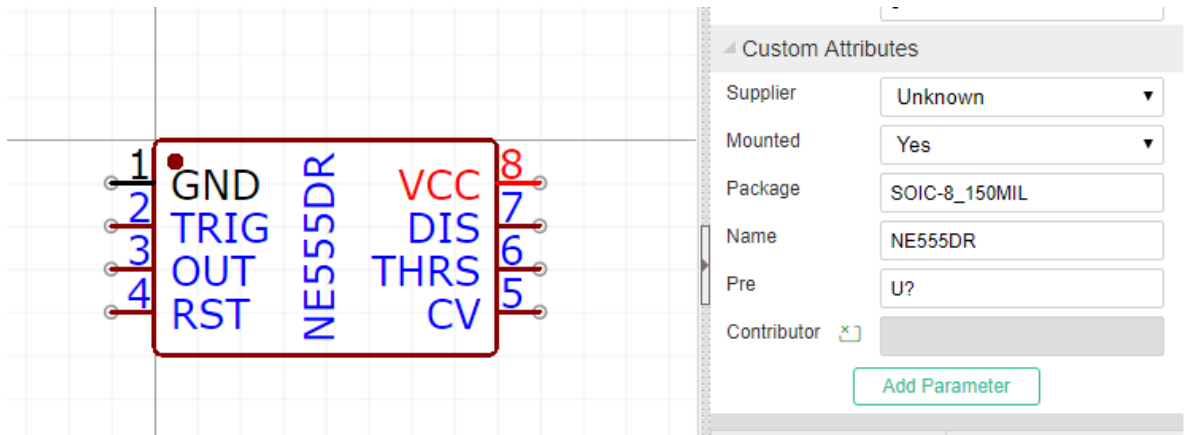 Custom Attributes
Supplier Unknown
Mounted Yes
Package SOIC-8_150MIL
Name NE555DR
Pre U?
Contributor
Add Parameter
1 GND
2 TRIG
3 OUT
4 RST
NE555DR
VCC 8
DIS 7
THRS 6
CV 5